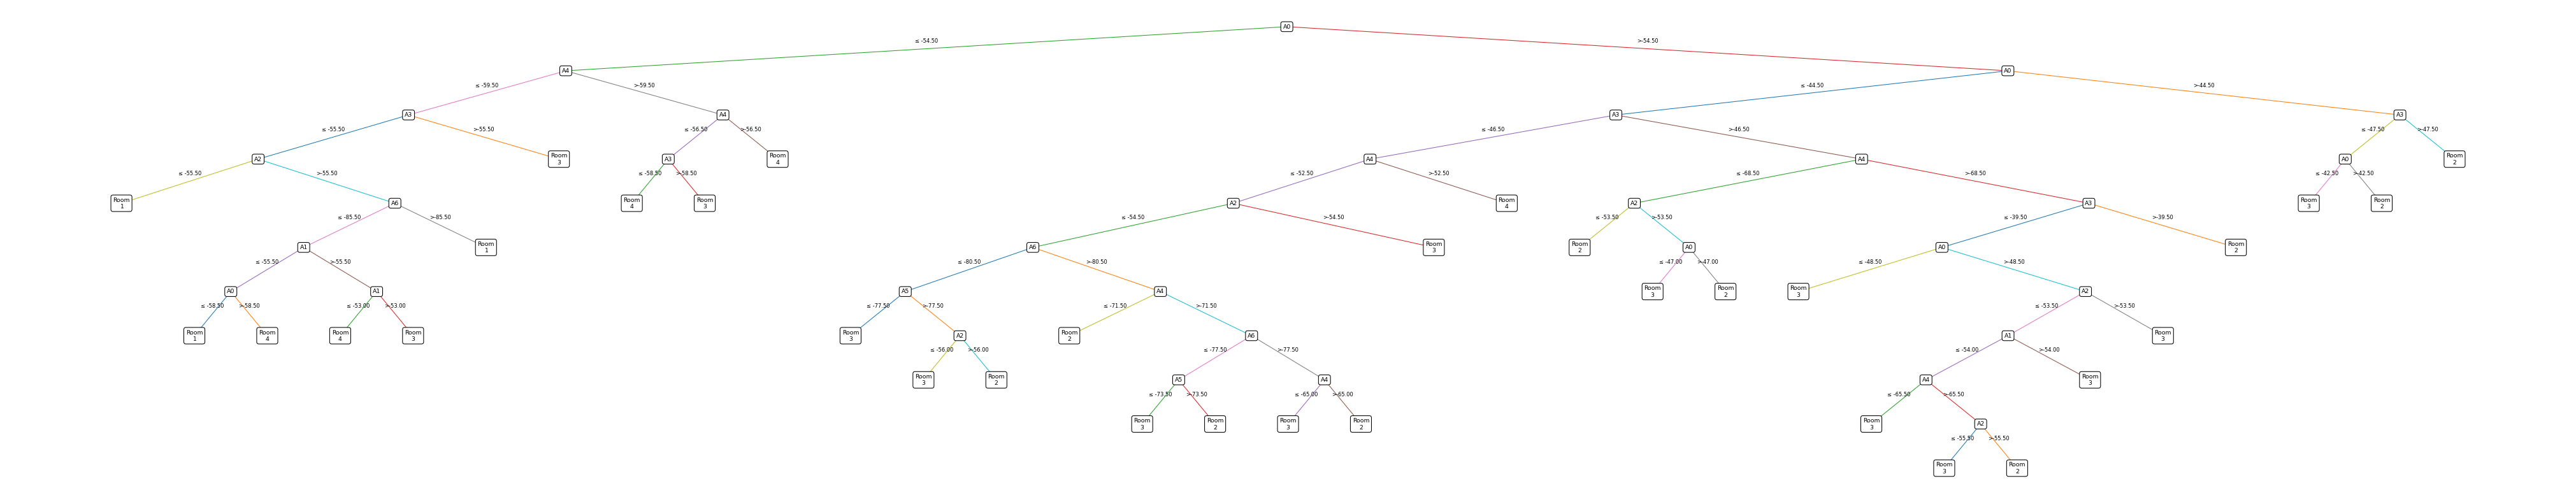 A0
≤ -54.50
>-54.50
A4
A0
≤ -59.50
>-59.50
≤ -44.50
>-44.50
A3
A4
A3
A3
≤ -55.50
>-55.50
≤ -56.50
>-56.50
≤ -46.50
>-46.50
≤ -47.50
>-47.50
A2
Room
3
A3
Room
4
A4
A4
A0
Room
2
≤ -55.50
>-55.50
≤ -58.50
>-58.50
≤ -52.50
>-52.50
≤ -68.50
>-68.50
≤ -42.50
>-42.50
Room
1
A6
Room
4
Room
3
A2
Room
4
A2
A3
Room
3
Room
2
≤ -85.50
>-85.50
≤ -54.50
>-54.50
≤ -53.50
>-53.50
≤ -39.50
>-39.50
A1
Room
1
A6
Room
3
Room
2
A0
A0
Room
2
≤ -55.50
>-55.50
≤ -80.50
>-80.50
≤ -47.00
>-47.00
≤ -48.50
>-48.50
A0
A1
A5
A4
Room
3
Room
2
Room
3
A2
≤ -58.50
>-58.50
≤ -53.00
>-53.00
≤ -77.50
>-77.50
≤ -71.50
>-71.50
≤ -53.50
>-53.50
Room
1
Room
4
Room
4
Room
3
Room
3
A2
Room
2
A6
A1
Room
3
≤ -56.00
>-56.00
≤ -77.50
>-77.50
≤ -54.00
>-54.00
Room
3
Room
2
A5
A4
A4
Room
3
≤ -73.50
>-73.50
≤ -65.00
>-65.00
≤ -65.50
>-65.50
Room
3
Room
2
Room
3
Room
2
Room
3
A2
≤ -55.50
>-55.50
Room
3
Room
2